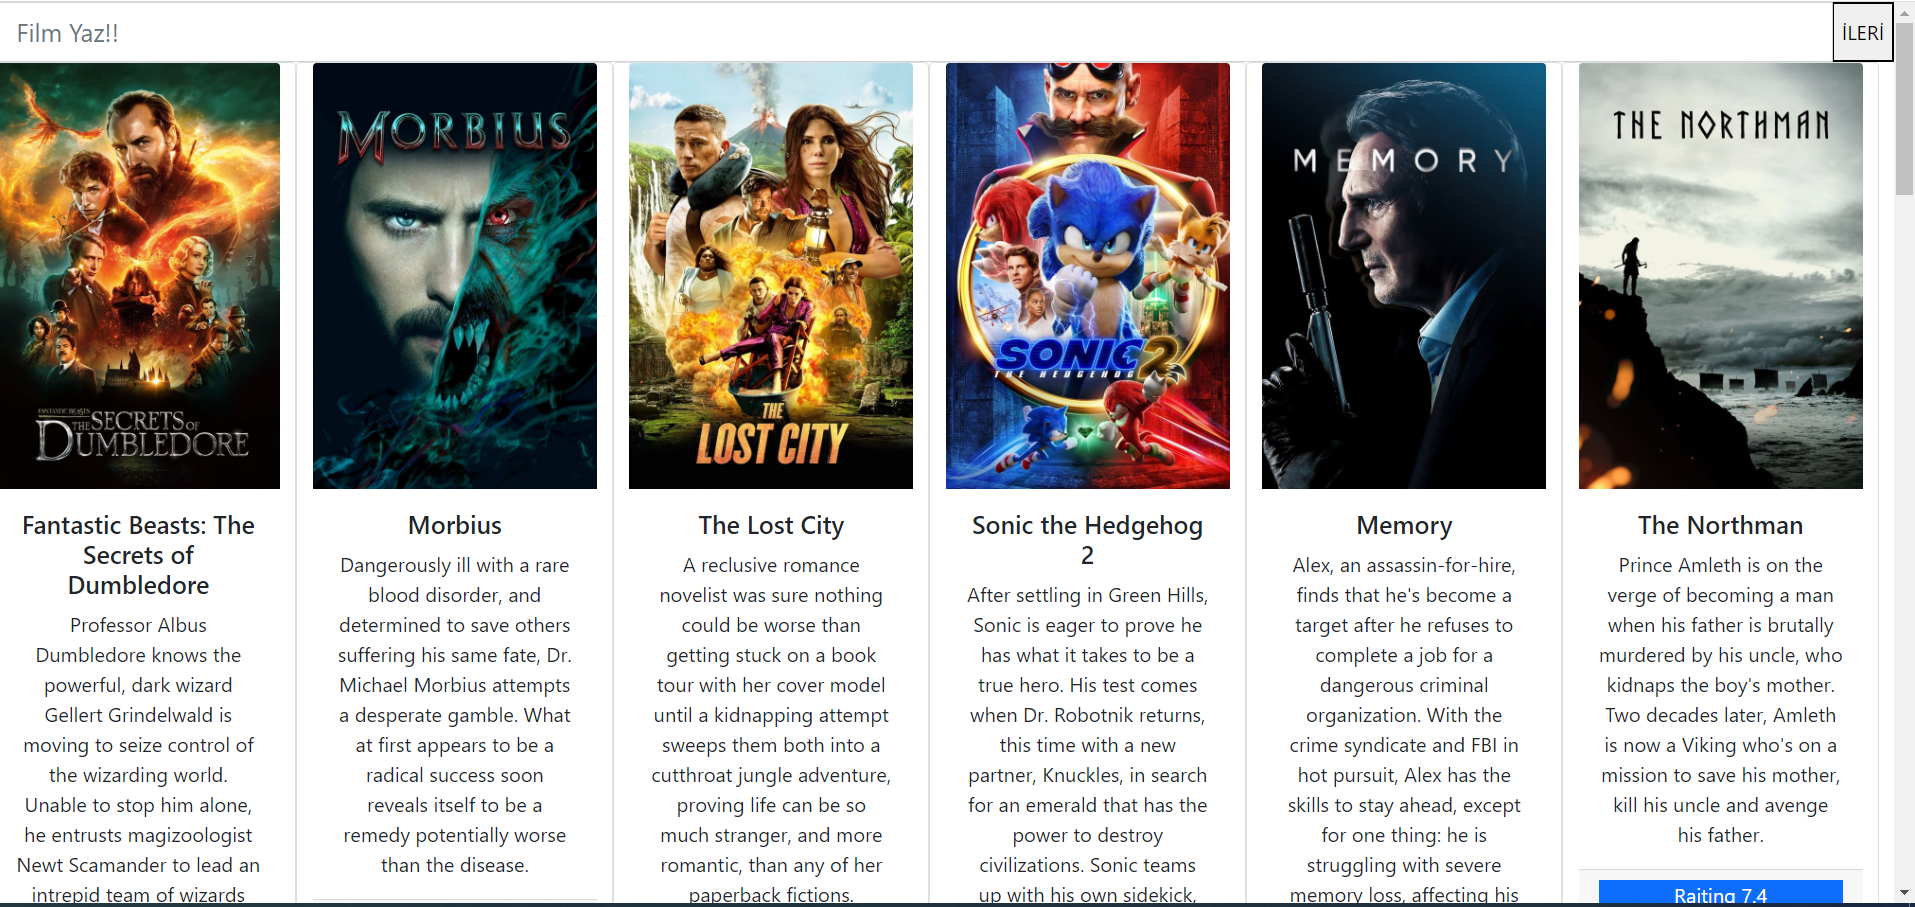 Film Yaz!!
İLERİ
FANTASTIC BEASTS
THE SECRETS OF
DUMBLEDORE
Fantastic Beasts: The
Secrets of
Dumbledore
Professor Albus
Dumbledore knows the
powerful, dark wizard
Gellert Grindelwald is
moving to seize control of
the wizarding world.
Unable to stop him alone,
he entrusts magizoologist
Newt Scamander to lead an
intrepid team of wizards
MORBIUS
Morbius
Dangerously ill with a rare
blood disorder, and
determined to save others
suffering his same fate, Dr.
Michael Morbius attempts
a desperate gamble. What
at first appears to be a
radical success soon
reveals itself to be a
remedy potentially worse
than the disease.
THE
LOST CITY
The Lost City
A reclusive romance
novelist was sure nothing
could be worse than
getting stuck on a book
tour with her cover model
until a kidnapping attempt
sweeps them both into a
cutthroat jungle adventure,
proving life can be so
much stranger, and more
romantic, than any of her
paperback fictions.
SONIC 2
THE HEDGEHOG
Sonic the Hedgehog
2
After settling in Green Hills,
Sonic is eager to prove he
has what it takes to be a
true hero. His test comes
when Dr. Robotnik returns,
this time with a new
partner, Knuckles, in search
for an emerald that has the
power to destroy
civilizations. Sonic teams
up with his own sidekick,
MEMORY
Memory
Alex, an assassin-for-hire,
finds that he's become a
target after he refuses to
complete a job for a
dangerous criminal
organization. With the
crime syndicate and FBI in
hot pursuit, Alex has the
skills to stay ahead, except
for one thing: he is
struggling with severe
memory loss, affecting his
THE NORTHMAN
The Northman
Prince Amleth is on the
verge of becoming a man
when his father is brutally
murdered by his uncle, who
kidnaps the boy's mother.
Two decades later, Amleth
is now a Viking who's on a
mission to save his mother,
kill his uncle and avenge
his father.
Raiting 7.4